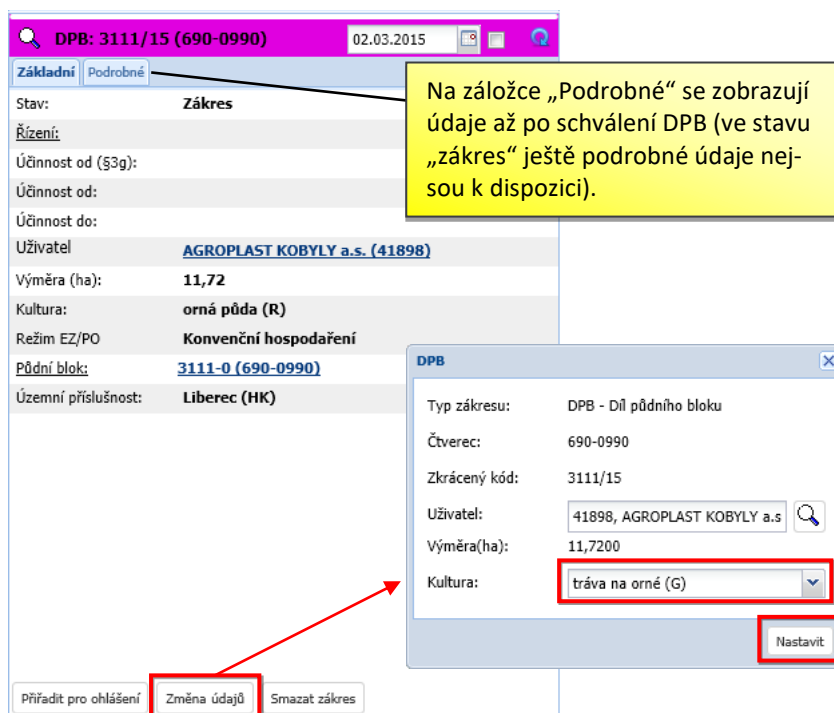 DPB: 3111/15 (690-0990) 02.03.2015
Základní Podrobné
Na záložce „Podrobné“ se zobrazují
údaje až po schválení DPB (ve stavu
„zákres“ ještě podrobné údaje nej-
sou k dispozici).
Stav: Zákres
Řízení:
Účinnost od (§3g):
Účinnost od:
Účinnost do:
Uživatel AGROPLAST KOBYLY a.s. (41898)
Výměra (ha): 11,72
Kultura: orná půda (R)
Režim EZ/PO Konvenční hospodaření
Půdní blok: 3111-0 (690-0990)
Územní příslušnost: Liberec (HK)
DPB
Typ zákresu: DPB - Díl půdního bloku
Čtverec: 690-0990
Zkrácený kód: 3111/15
Uživatel: 41898, AGROPLAST KOBYLY a.s
Výměra(ha): 11,7200
Kultura: tráva na orné (G)
Nastavit
Přiřadit pro ohlášení Změna údajů Smazat zákres